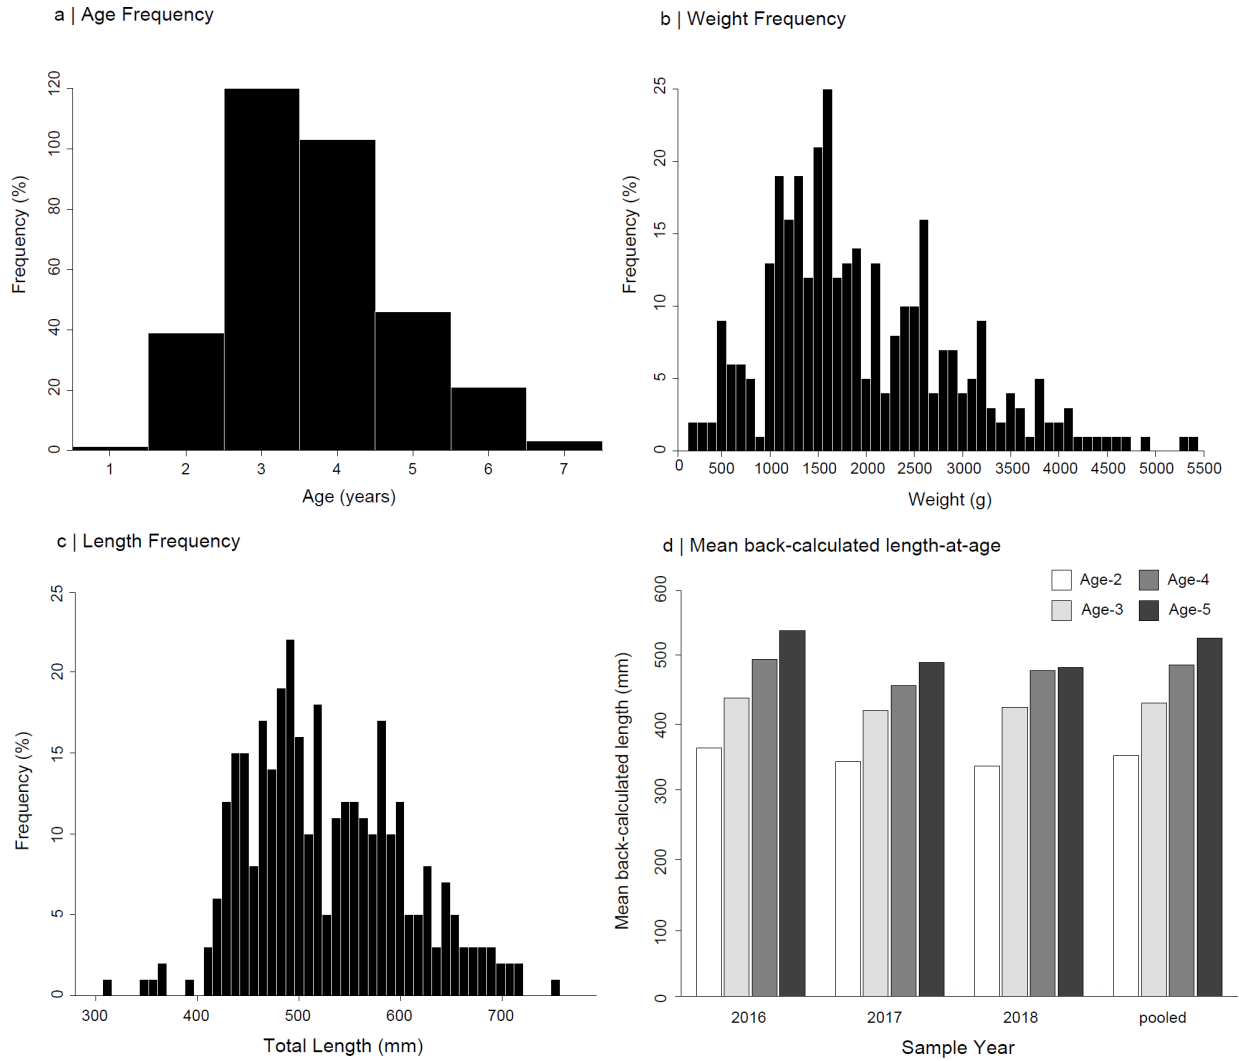 a | Age Frequency
Frequency (%)
120
100
80
60
40
20
0
1 2 3 4 5 6 7
Age (years)
b | Weight Frequency
Frequency (%)
25
20
15
10
5
0
0 500 1000 1500 2000 2500 3000 3500 4000 4500 5000 5500
Weight (g)
c | Length Frequency
Frequency (%)
25
20
15
10
5
0
300 400 500 600 700
Total Length (mm)
d | Mean back-calculated length-at-age
Age-2 Age-4
Age-3 Age-5
Mean back-calculated length (mm)
600
500
400
300
200
100
0
2016 2017 2018 pooled
Sample Year